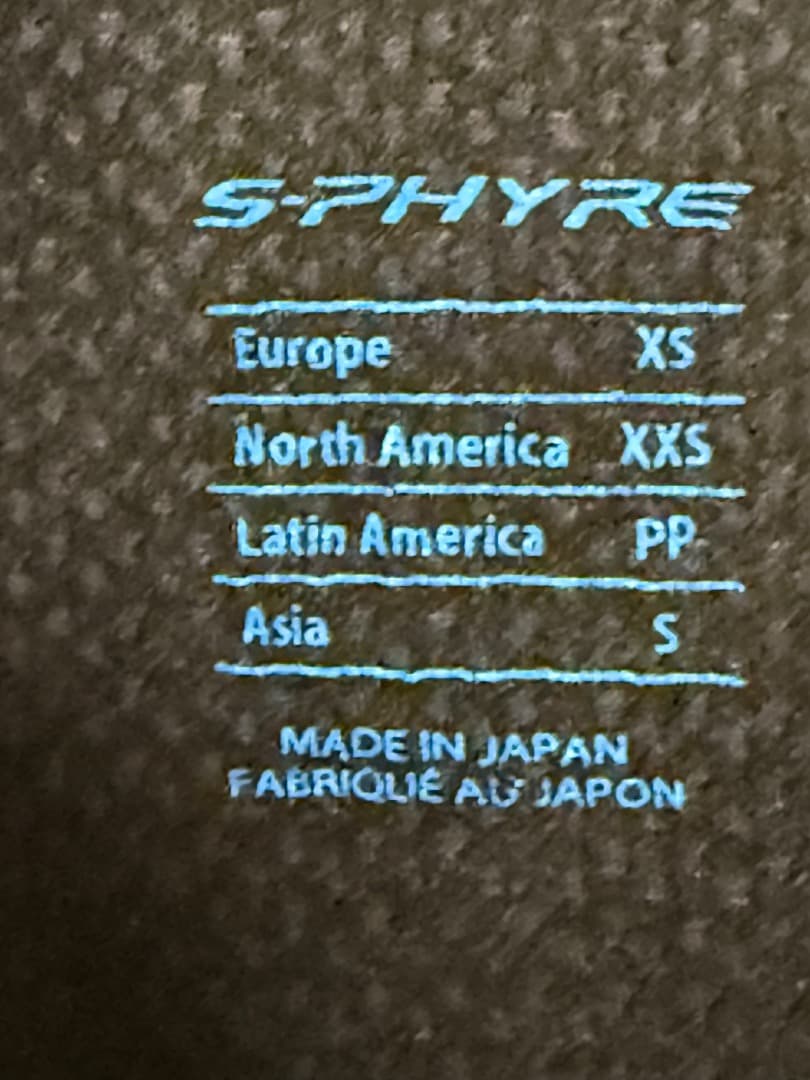 S-PHYRE
Europe XS
North America XXS
Latin America PP
Asia S
MADE IN JAPAN
FABRIQUÉ AU JAPON